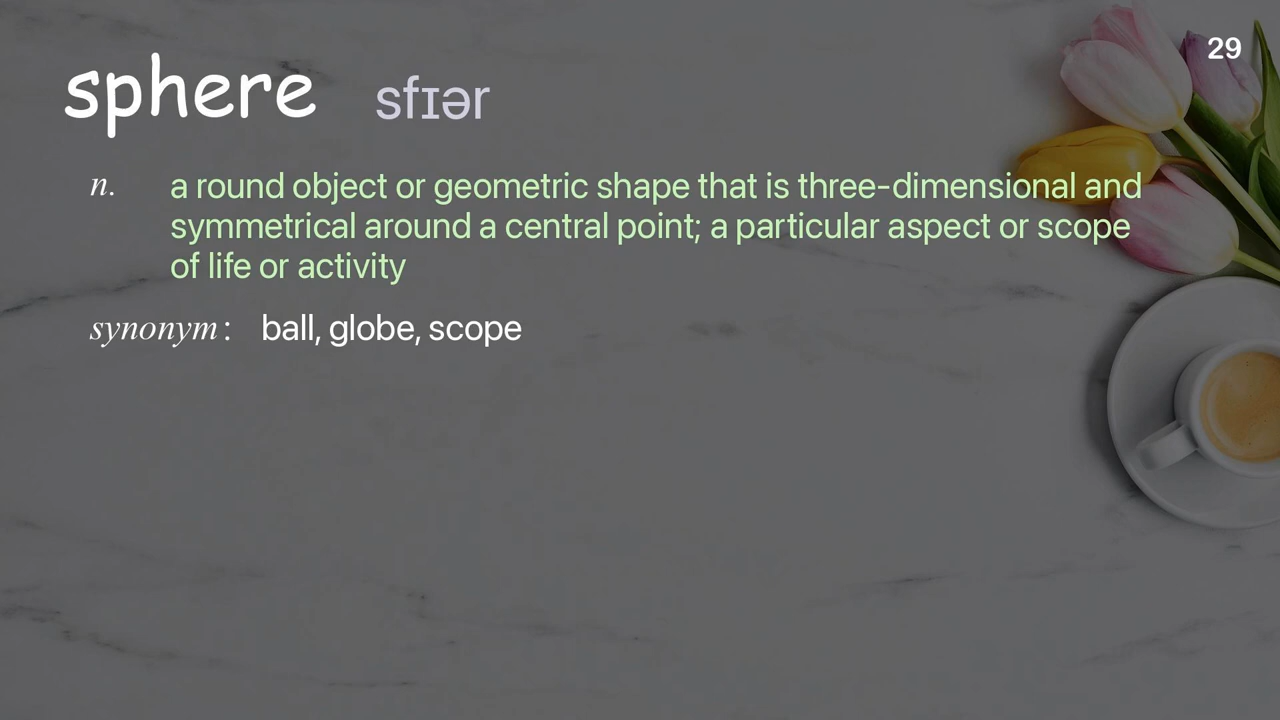 29
sphere sfɪər
n. a round object or geometric shape that is three-dimensional and
symmetrical around a central point; a particular aspect or scope
of life or activity
synonym: ball, globe, scope